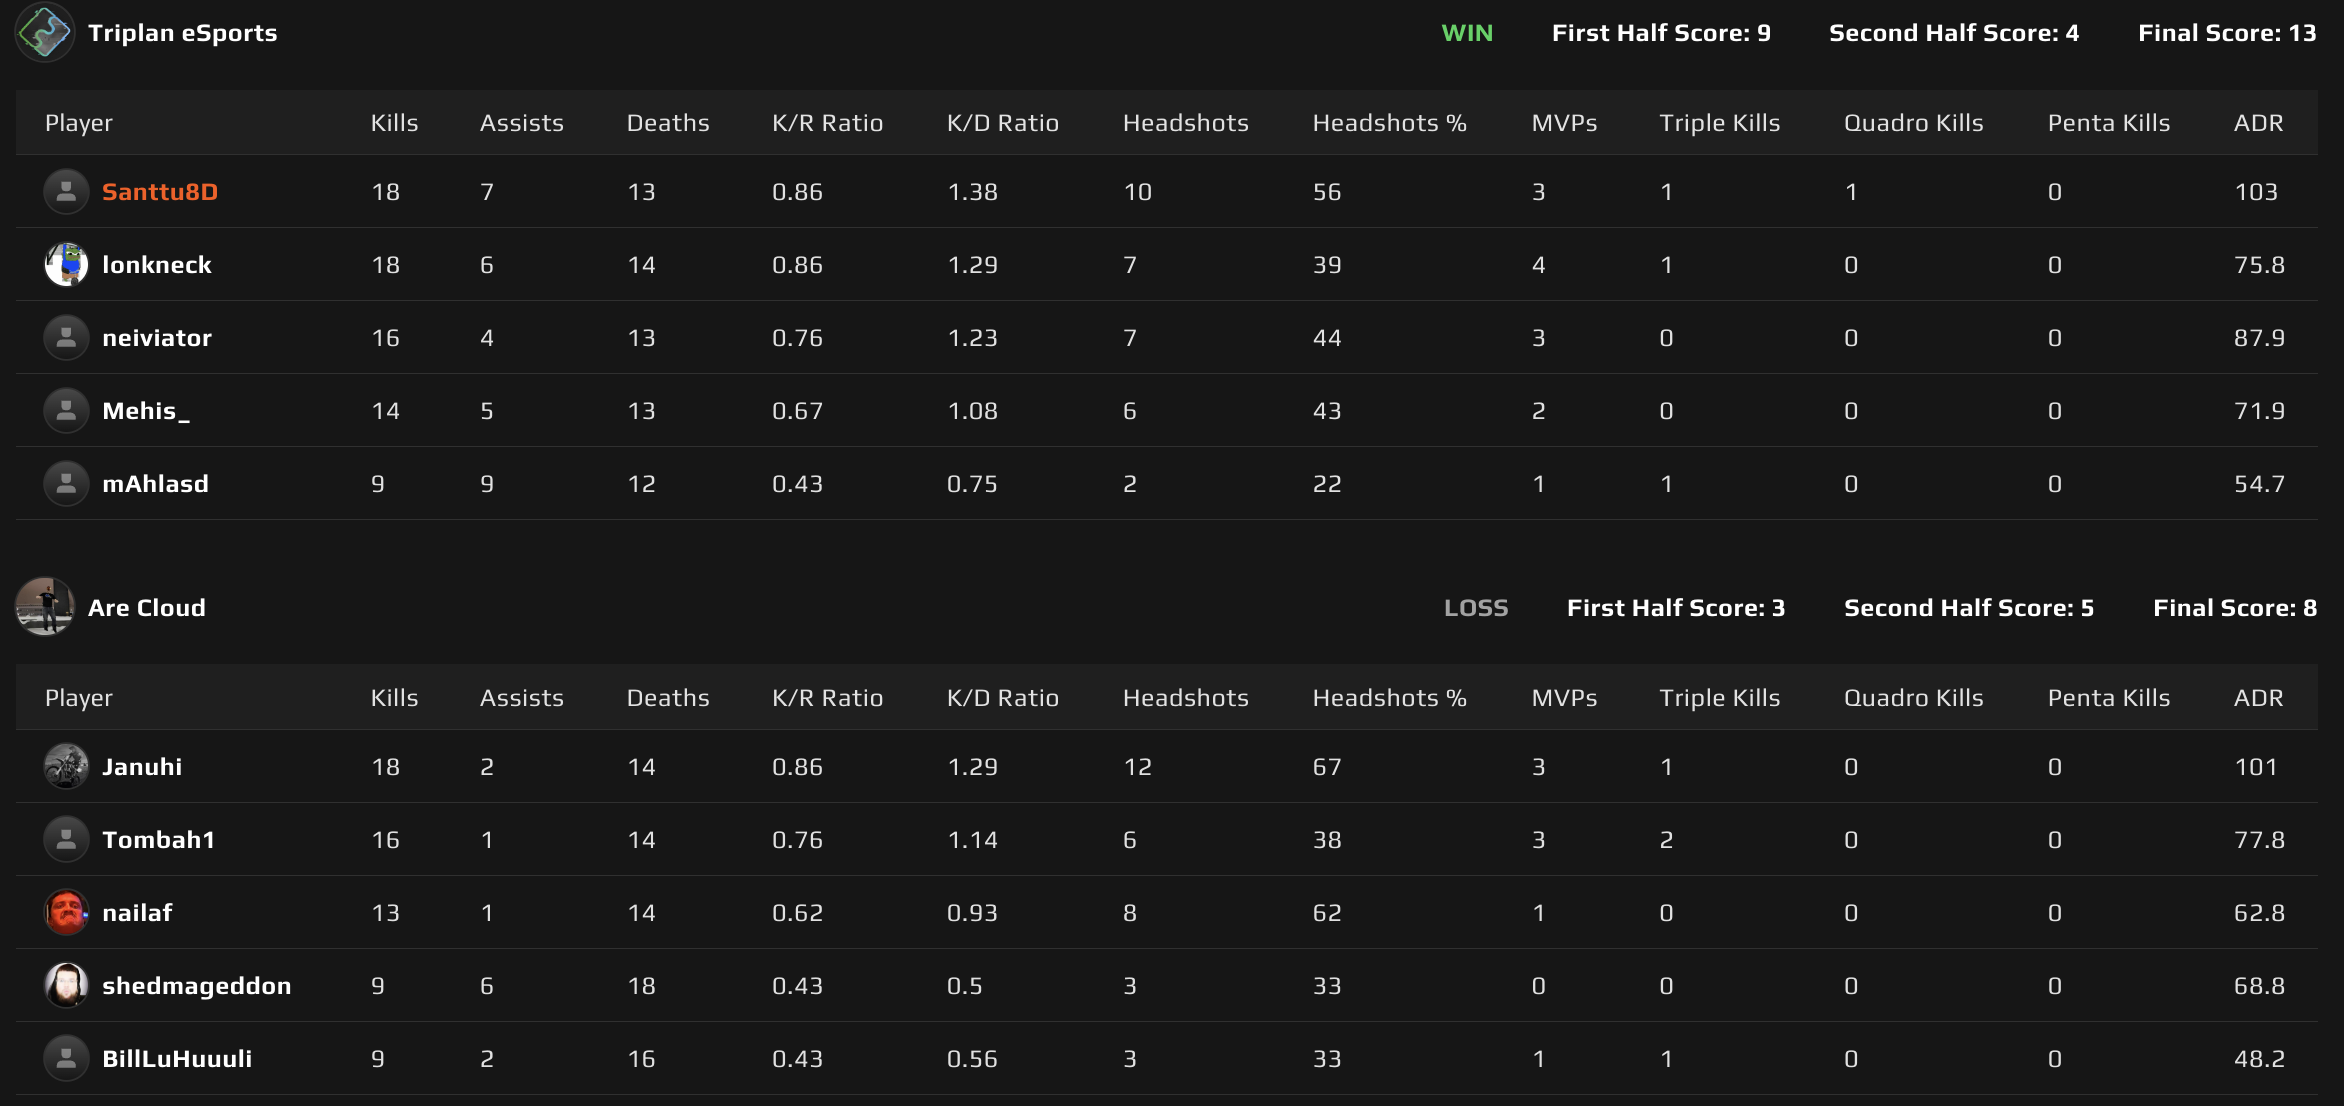 Triplan eSports WIN First Half Score: 9 Second Half Score: 4 Final Score: 13
Player Kills Assists Deaths K/R Ratio K/D Ratio Headshots Headshots % MVPs Triple Kills Quadro Kills Penta Kills ADR
Santtu8D 18 7 13 0.86 1.38 10 56 3 1 1 0 103
lonkneck 18 6 14 0.86 1.29 7 39 4 1 0 0 75.8
neiviator 16 4 13 0.76 1.23 7 44 3 0 0 0 87.9
Mehis_ 14 5 13 0.67 1.08 6 43 2 0 0 0 71.9
mAhlasd 9 9 12 0.43 0.75 2 22 1 1 0 0 54.7
Are Cloud LOSS First Half Score: 3 Second Half Score: 5 Final Score: 8
Player Kills Assists Deaths K/R Ratio K/D Ratio Headshots Headshots % MVPs Triple Kills Quadro Kills Penta Kills ADR
Januhi 18 2 14 0.86 1.29 12 67 3 1 0 0 101
Tombah1 16 1 14 0.76 1.14 6 38 3 2 0 0 77.8
nailaf 13 1 14 0.62 0.93 8 62 1 0 0 0 62.8
shedmageddon 9 6 18 0.43 0.5 3 33 0 0 0 0 68.8
BillLuHuuuli 9 2 16 0.43 0.56 3 33 1 1 0 0 48.2